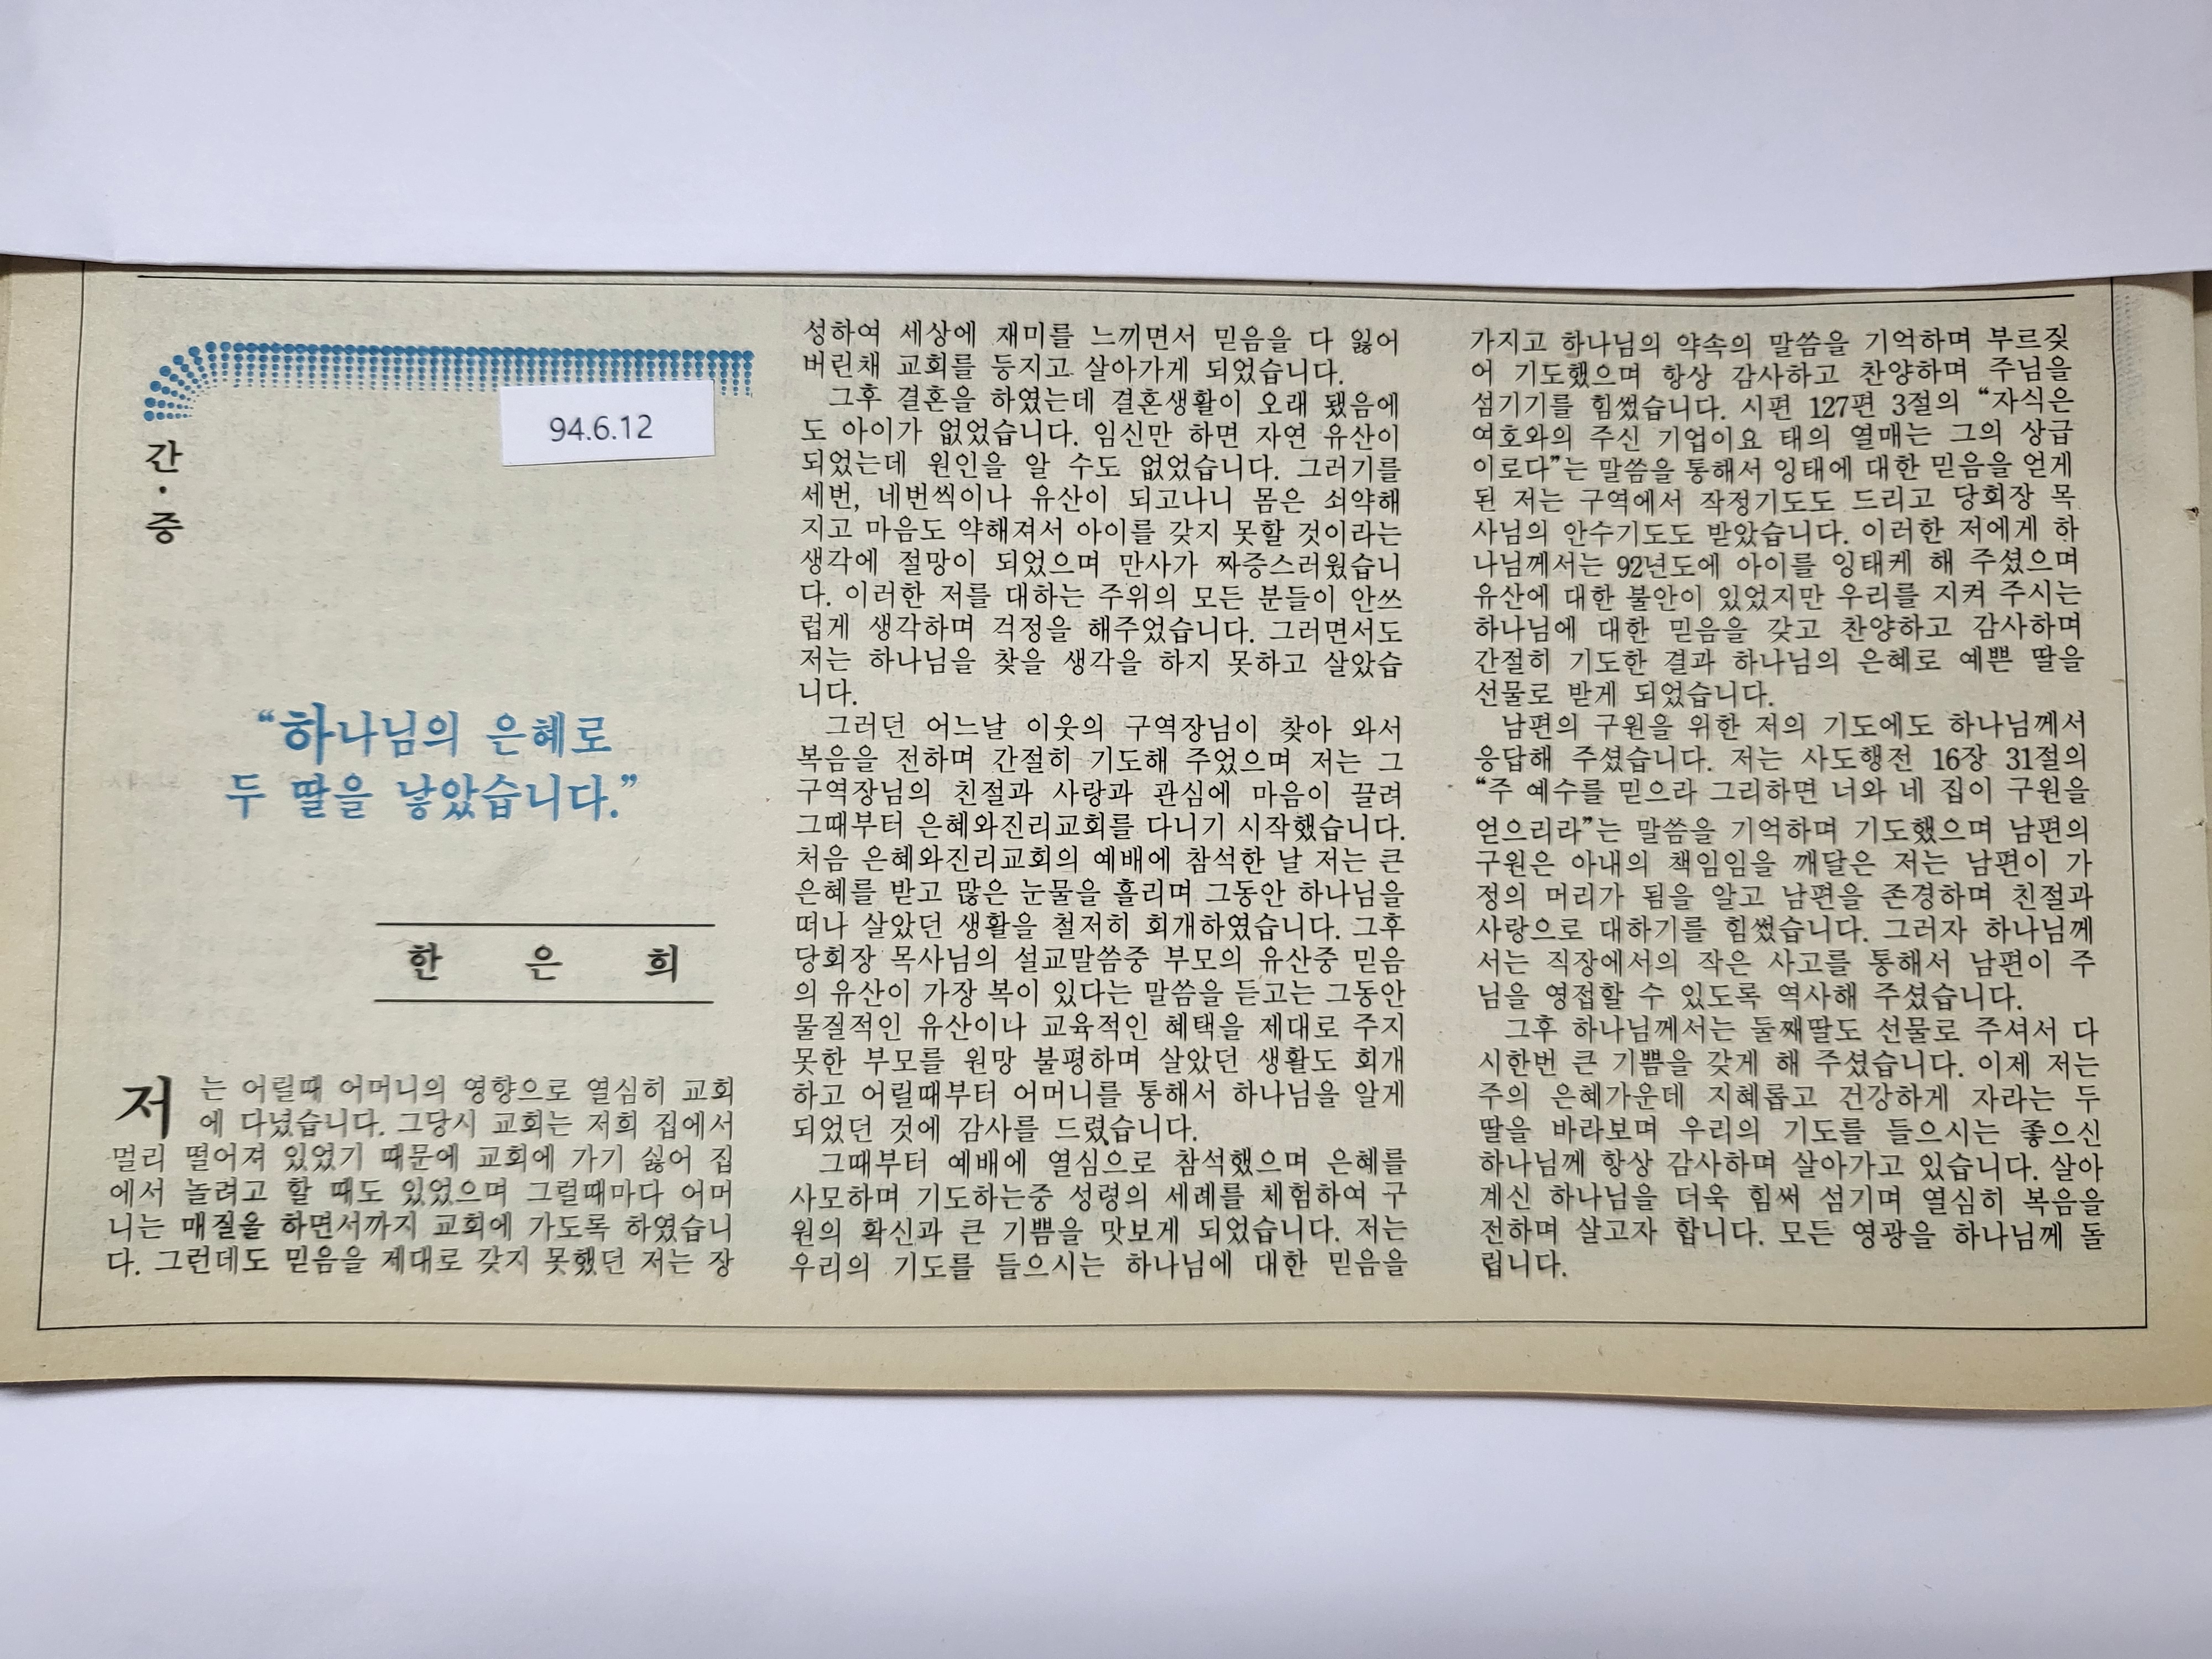 94.6.12
간·증
“하나님의 은혜로
두 딸을 낳았습니다.”
한 은 희
저는 어릴때 어머니의 영향으로 열심히 교회
에 다녔습니다. 그당시 교회는 저희 집에서
멀리 떨어져 있었기 때문에 교회에 가기 싫어 집
에서 놀려고 할 때도 있었으며 그럴때마다 어머
니는 매질을 하면서까지 교회에 가도록 하였습니
다. 그런데도 믿음을 제대로 갖지 못했던 저는 장
성하여 세상에 재미를 느끼면서 믿음을 다 잃어
버린채 교회를 등지고 살아가게 되었습니다.
그후 결혼을 하였는데 결혼생활이 오래 됐음에
도 아이가 없었습니다. 임신만 하면 자연 유산이
되었는데 원인을 알 수도 없었습니다. 그러기를
세번, 네번씩이나 유산이 되고나니 몸은 쇠약해
지고 마음도 약해져서 아이를 갖지 못할 것이라는
생각에 절망이 되었으며 만사가 짜증스러웠습니
다. 이러한 저를 대하는 주위의 모든 분들이 안쓰
럽게 생각하며 걱정을 해주었습니다. 그러면서도
저는 하나님을 찾을 생각을 하지 못하고 살았습
니다.
그러던 어느날 이웃의 구역장님이 찾아 와서
복음을 전하며 간절히 기도해 주었으며 저는 그
구역장님의 친절과 사랑과 관심에 마음이 끌려
그때부터 은혜와진리교회를 다니기 시작했습니다.
처음 은혜와진리교회의 예배에 참석한 날 저는 큰
은혜를 받고 많은 눈물을 흘리며 그동안 하나님을
떠나 살았던 생활을 철저히 회개하였습니다. 그후
당회장 목사님의 설교말씀중 부모의 유산중 믿음
의 유산이 가장 복이 있다는 말씀을 듣고는 그동안
물질적인 유산이나 교육적인 혜택을 제대로 주지
못한 부모를 원망 불평하며 살았던 생활도 회개
하고 어릴때부터 어머니를 통해서 하나님을 알게
되었던 것에 감사를 드렸습니다.
그때부터 예배에 열심으로 참석했으며 은혜를
사모하며 기도하는중 성령의 세례를 체험하여 구
원의 확신과 큰 기쁨을 맛보게 되었습니다. 저는
우리의 기도를 들으시는 하나님에 대한 믿음을
가지고 하나님의 약속의 말씀을 기억하며 부르짖
어 기도했으며 항상 감사하고 찬양하며 주님을
섬기기를 힘썼습니다. 시편 127편 3절의 “자식은
여호와의 주신 기업이요 태의 열매는 그의 상급
이로다”는 말씀을 통해서 잉태에 대한 믿음을 얻게
된 저는 구역에서 작정기도도 드리고 당회장 목
사님의 안수기도도 받았습니다. 이러한 저에게 하
나님께서는 92년도에 아이를 잉태케 해 주셨으며
유산에 대한 불안이 있었지만 우리를 지켜 주시는
하나님에 대한 믿음을 갖고 찬양하고 감사하며
간절히 기도한 결과 하나님의 은혜로 예쁜 딸을
선물로 받게 되었습니다.
남편의 구원을 위한 저의 기도에도 하나님께서
응답해 주셨습니다. 저는 사도행전 16장 31절의
“주 예수를 믿으라 그리하면 너와 네 집이 구원을
얻으리라”는 말씀을 기억하며 기도했으며 남편의
구원은 아내의 책임임을 깨달은 저는 남편이 가
정의 머리가 됨을 알고 남편을 존경하며 친절과
사랑으로 대하기를 힘썼습니다. 그러자 하나님께
서는 직장에서의 작은 사고를 통해서 남편이 주
님을 영접할 수 있도록 역사해 주셨습니다.
그후 하나님께서는 둘째딸도 선물로 주셔서 다
시한번 큰 기쁨을 갖게 해 주셨습니다. 이제 저는
주의 은혜가운데 지혜롭고 건강하게 자라는 두
딸을 바라보며 우리의 기도를 들으시는 좋으신
하나님께 항상 감사하며 살아가고 있습니다. 살아
계신 하나님을 더욱 힘써 섬기며 열심히 복음을
전하며 살고자 합니다. 모든 영광을 하나님께 돌
립니다.